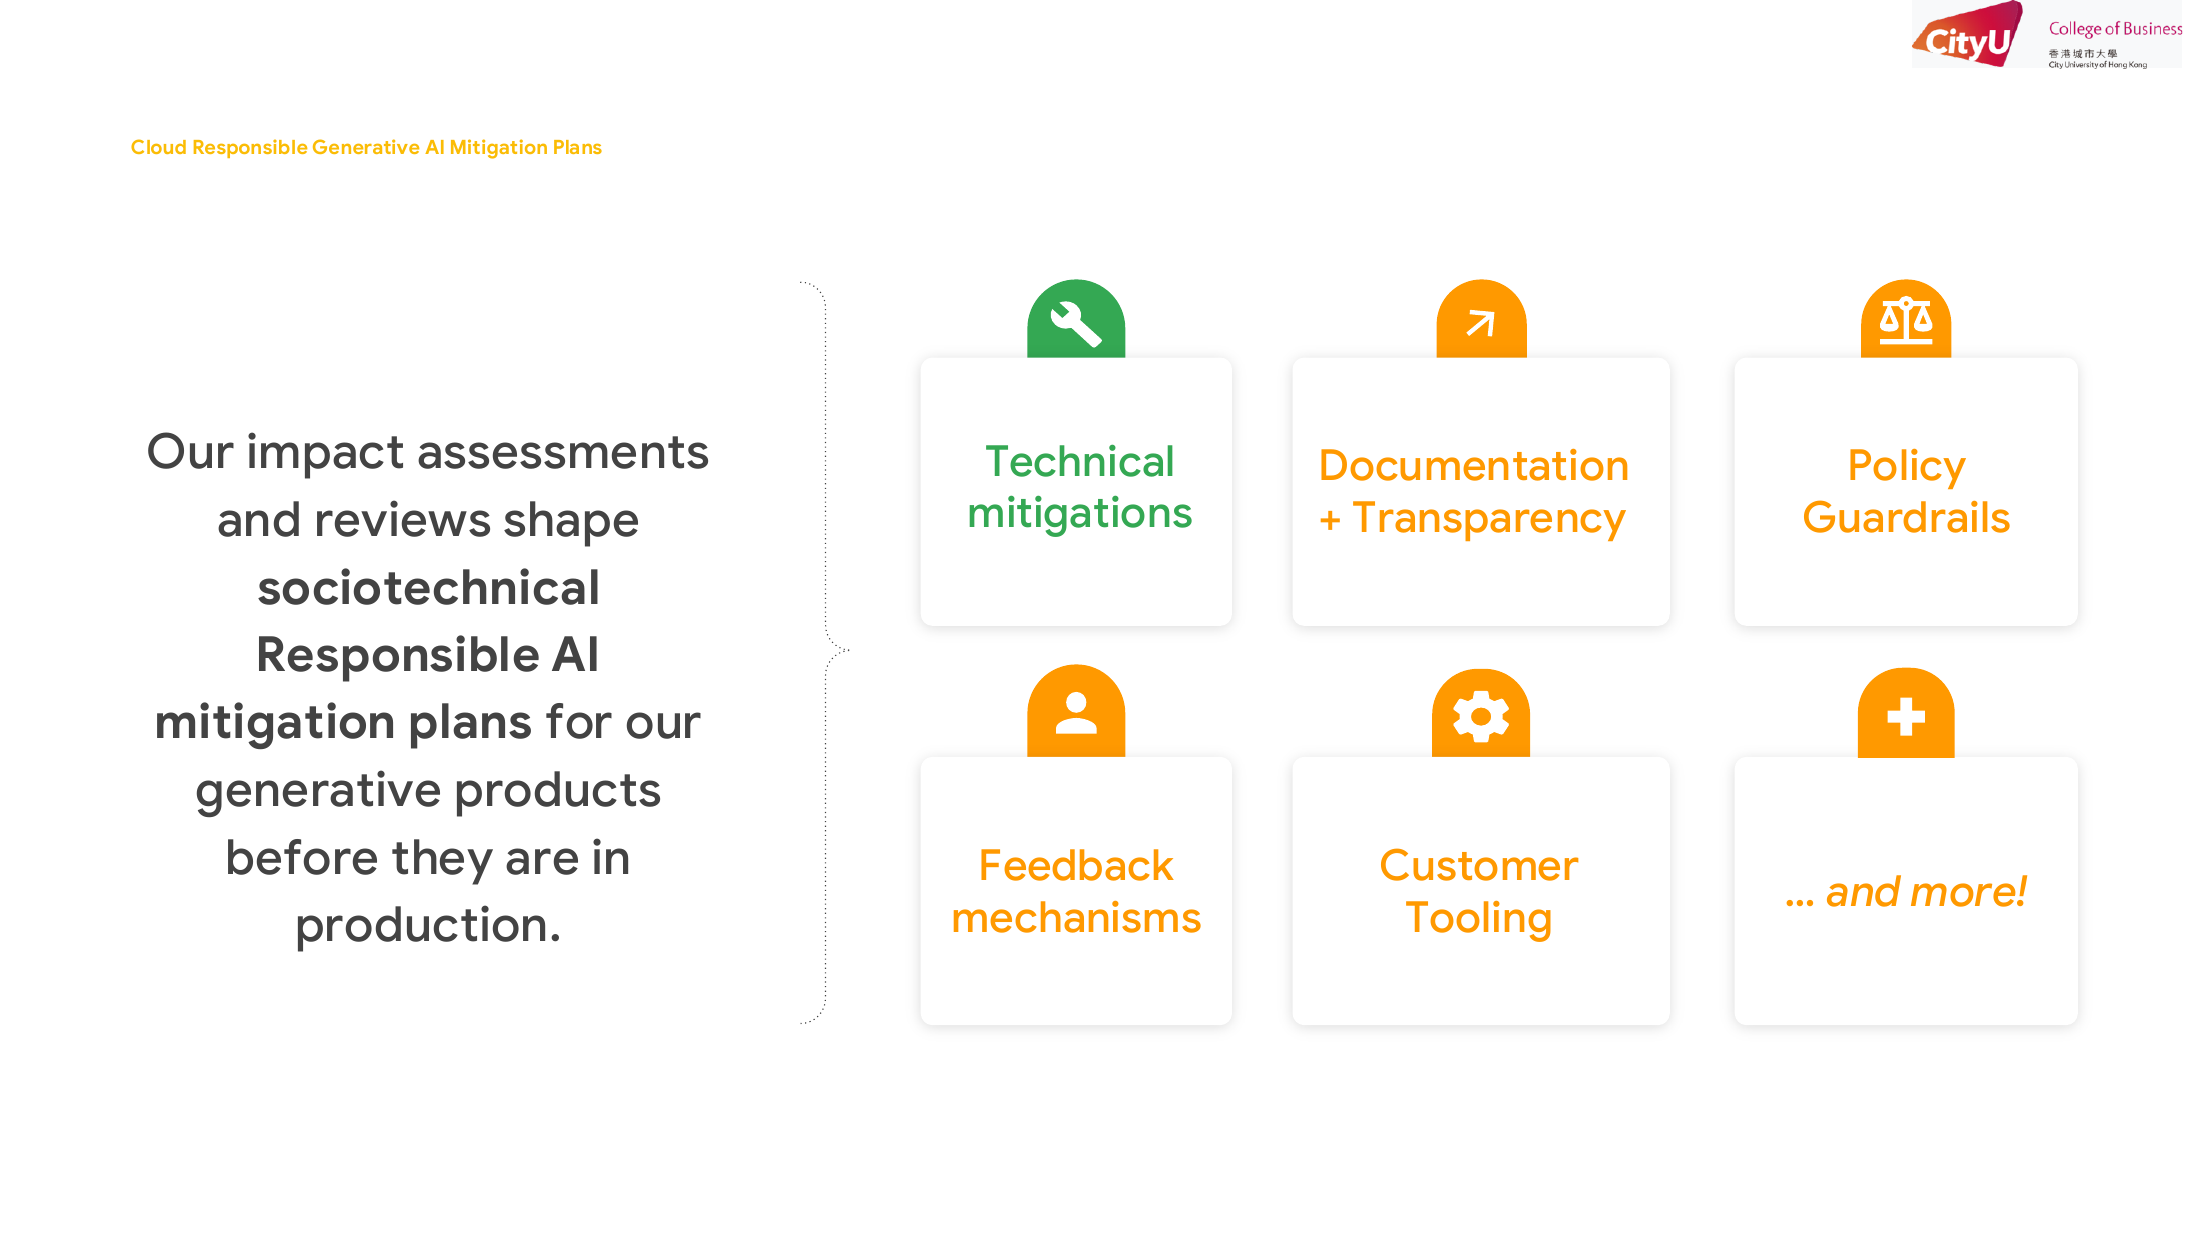 CityU
College of Business
香港城市大學
City University of Hong Kong
Cloud Responsible Generative AI Mitigation Plans
Our impact assessments
and reviews shape
sociotechnical
Responsible AI
mitigation plans for our
generative products
before they are in
production.
Technical
mitigations
Documentation
+ Transparency
Policy
Guardrails
Feedback
mechanisms
Customer
Tooling
... and more!